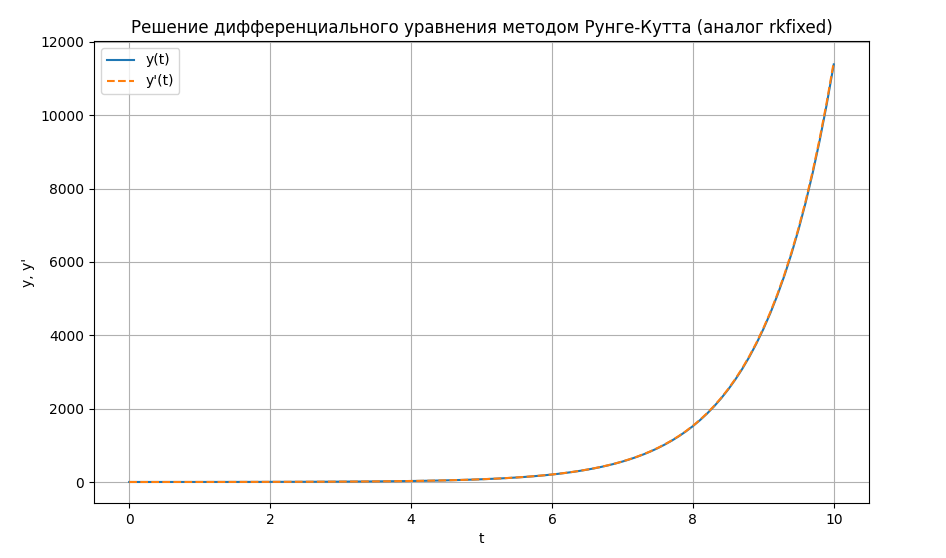 Решение дифференциального уравнения методом Рунге-Кутта (аналог rkfixed)
y(t)
y'(t)
12000
10000
8000
6000
4000
2000
0
y, y'
0 2 4 6 8 10
t